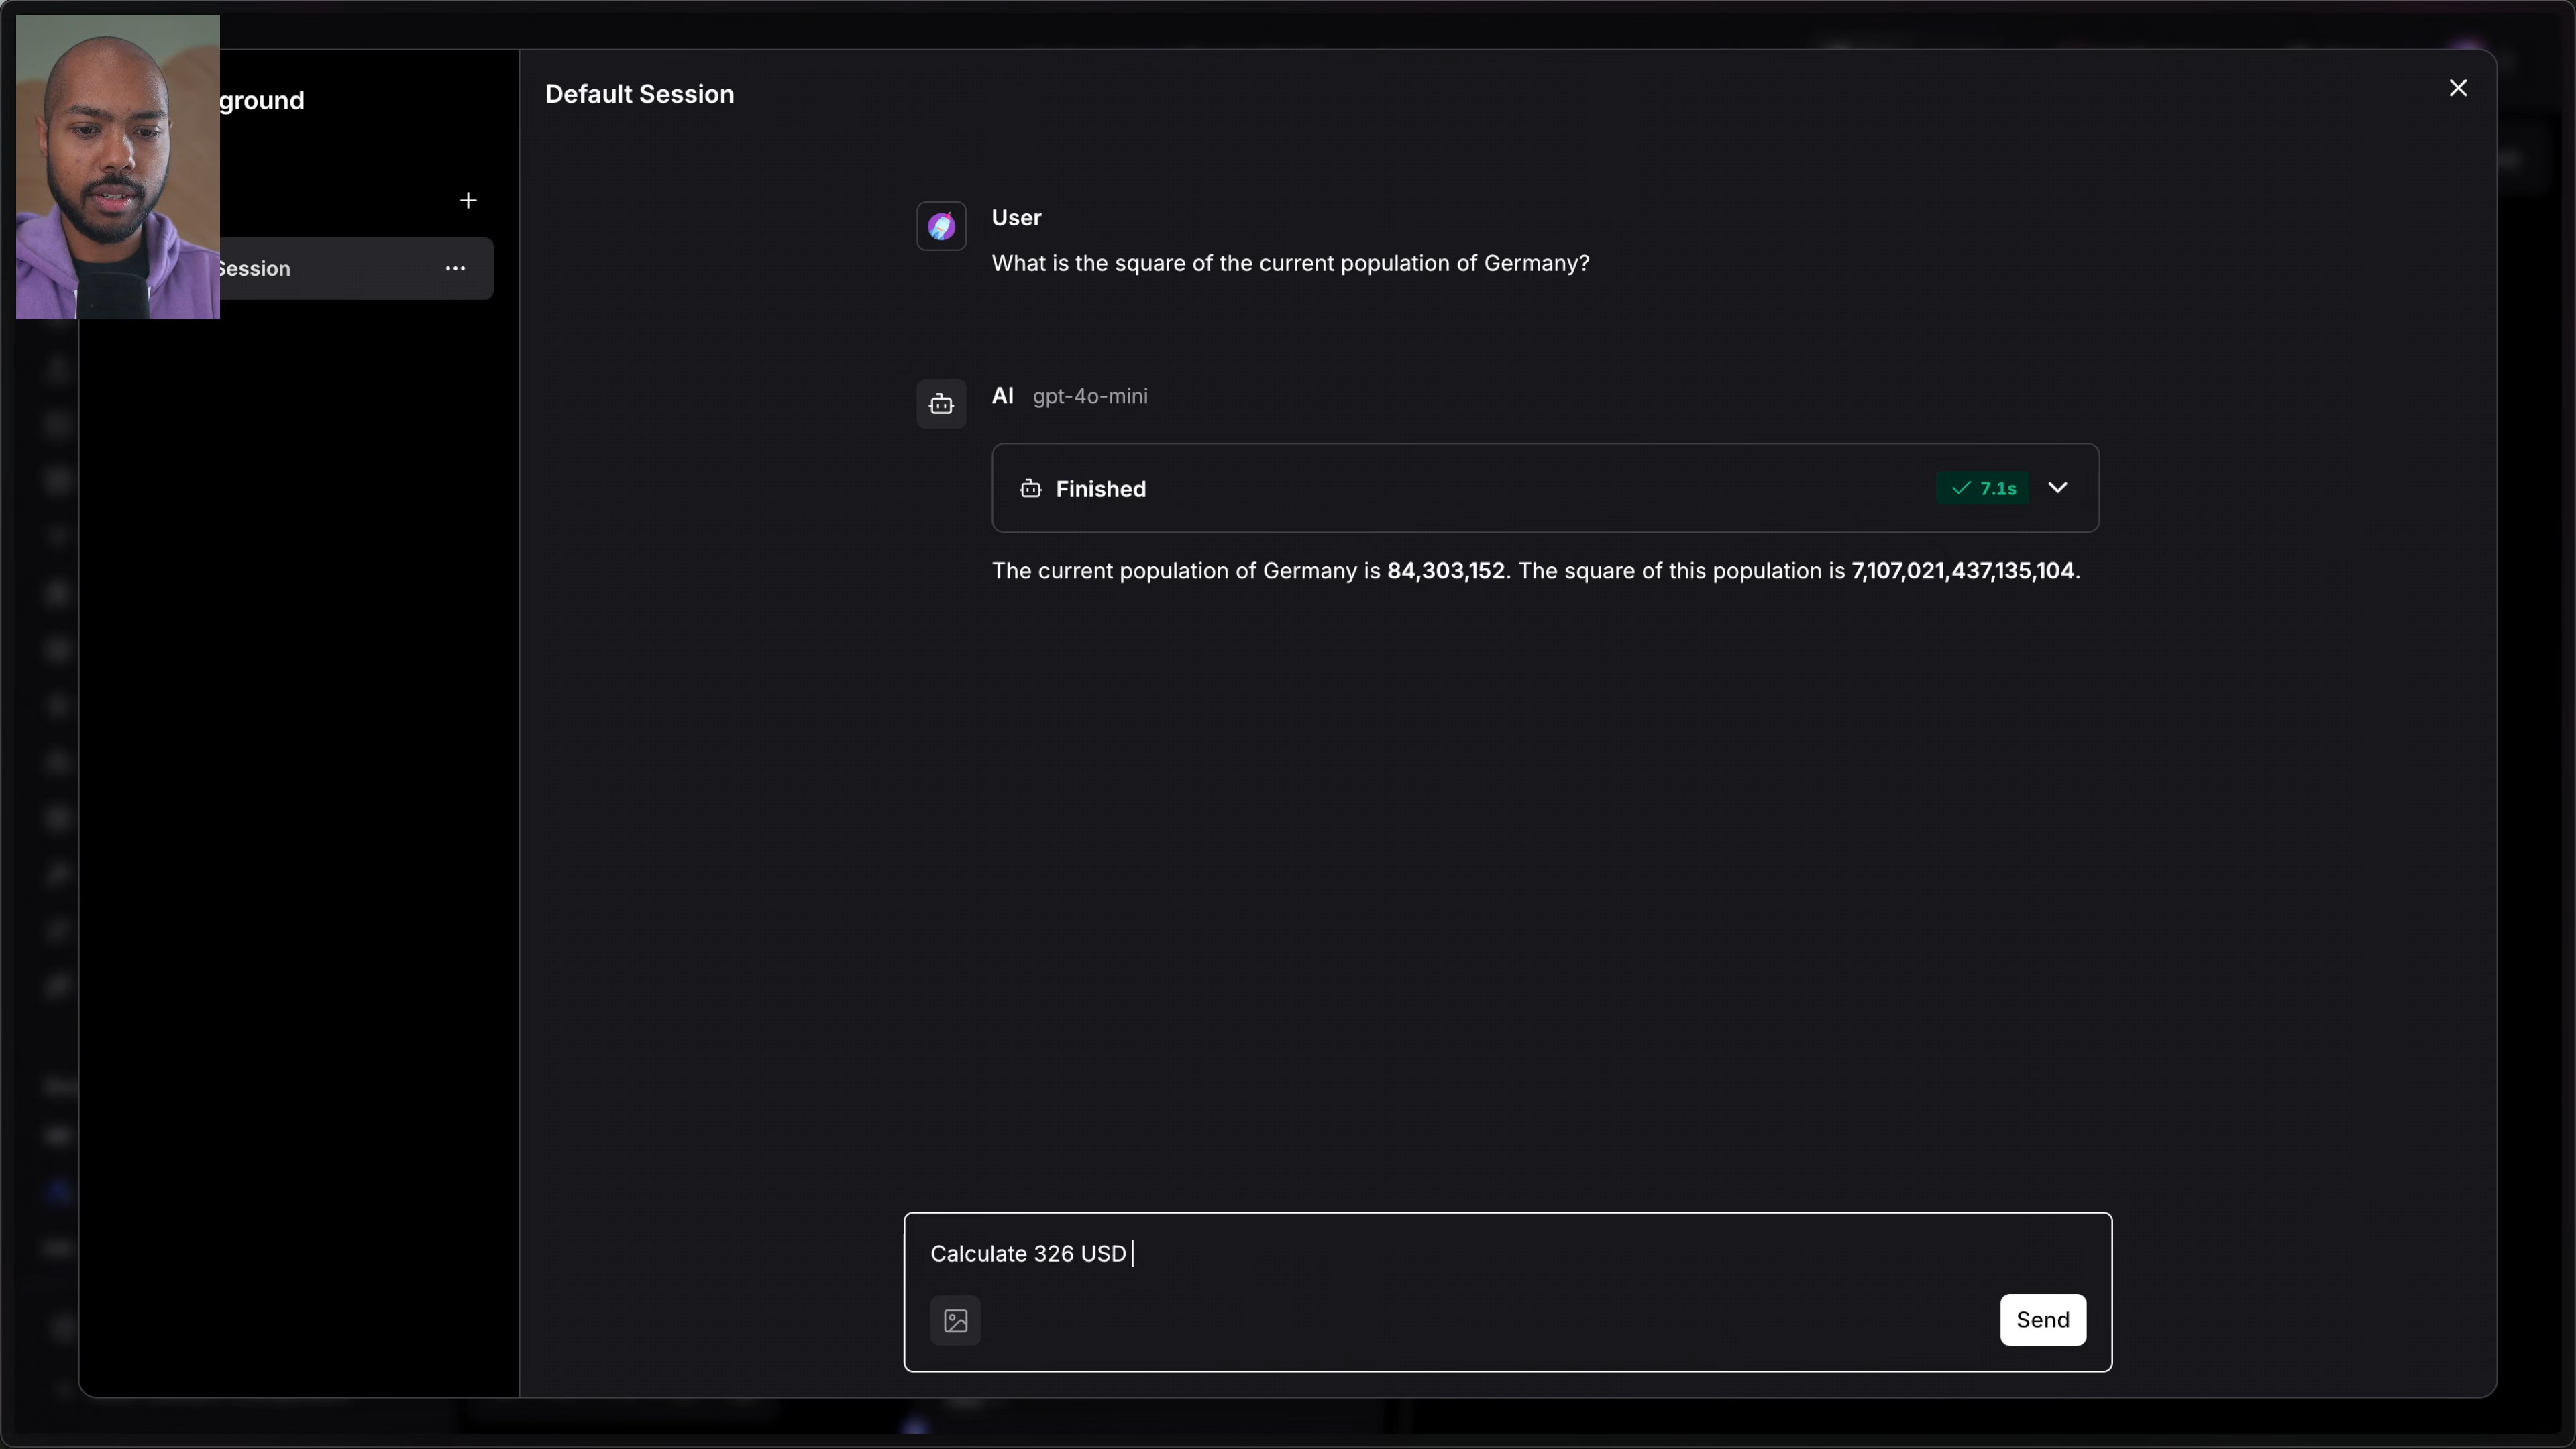 ground
Default Session
Session
User
What is the square of the current population of Germany?
AI gpt-4o-mini
Finished
7.1s
The current population of Germany is 84,303,152. The square of this population is 7,107,021,437,135,104.
Calculate 326 USD
Send